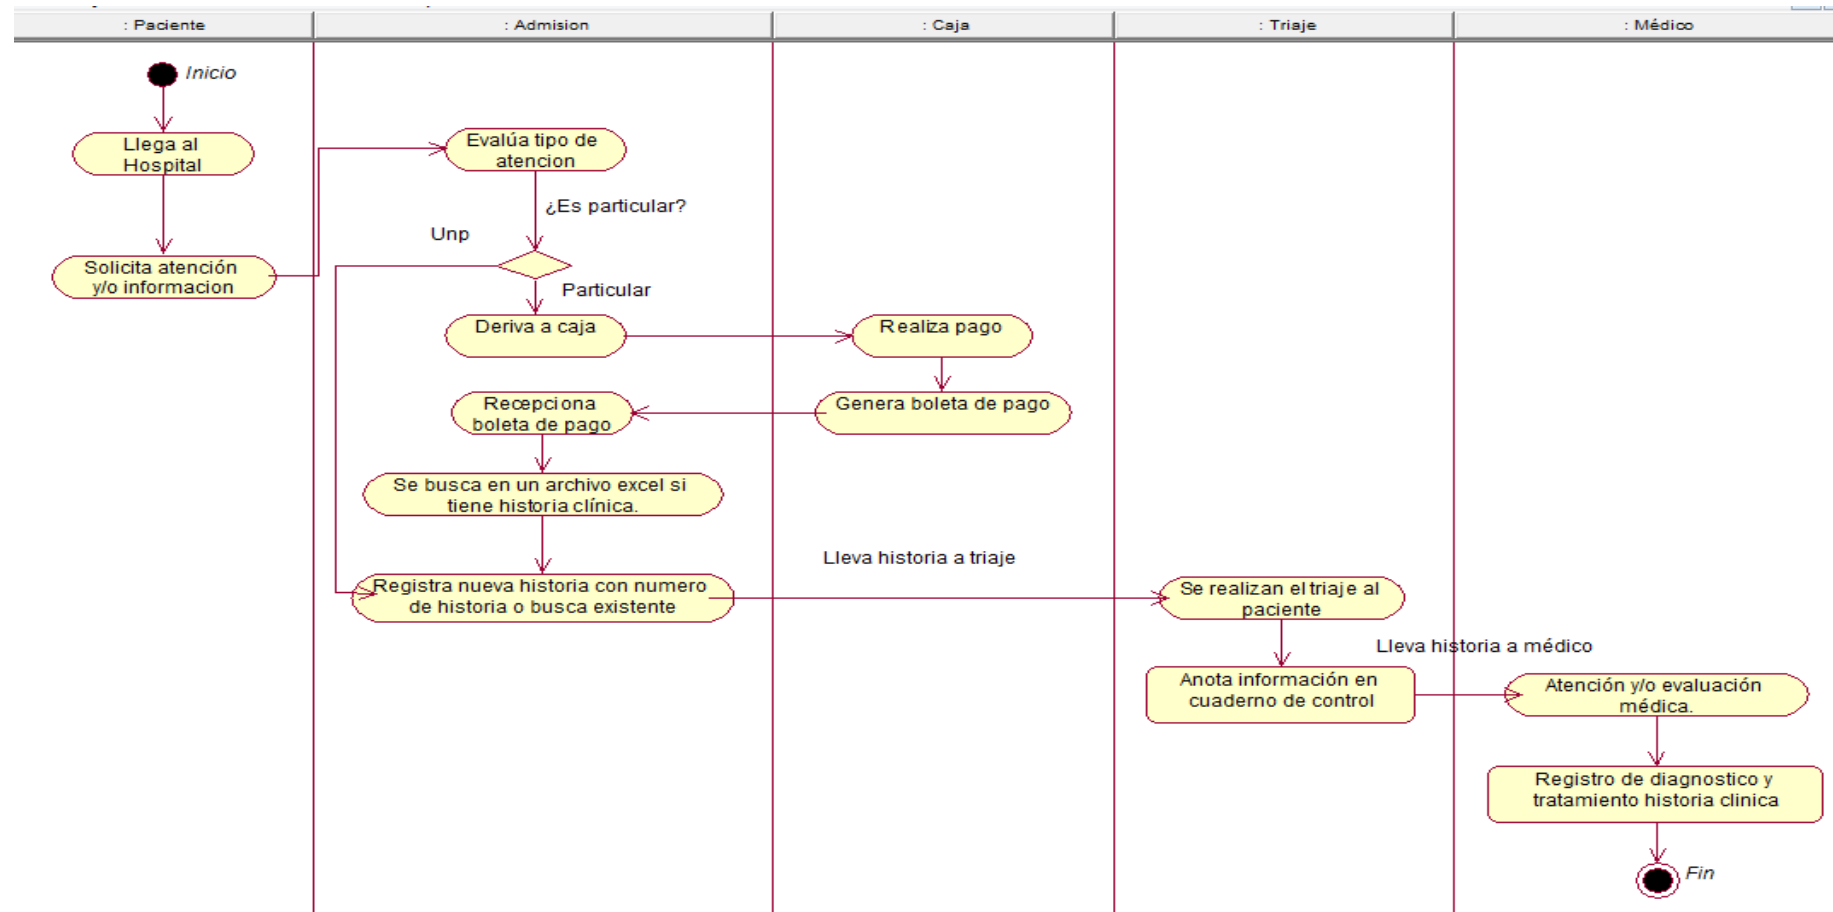 : Paciente
: Admision
: Caja
: Triaje
: Médico
Inicio
Llega al
Hospital
Solicita atención
y/o informacion
Evalúa tipo de
atencion
¿Es particular?
Unp
Particular
Deriva a caja
Realiza pago
Genera boleta de pago
Recepciona
boleta de pago
Se busca en un archivo excel si
tiene historia clínica.
Registra nueva historia con numero
de historia o busca existente
Lleva historia a triaje
Se realizan el triaje al
paciente
Anota información en
cuaderno de control
Lleva historia a médico
Atención y/o evaluación
médica.
Registro de diagnostico y
tratamiento historia clinica
Fin